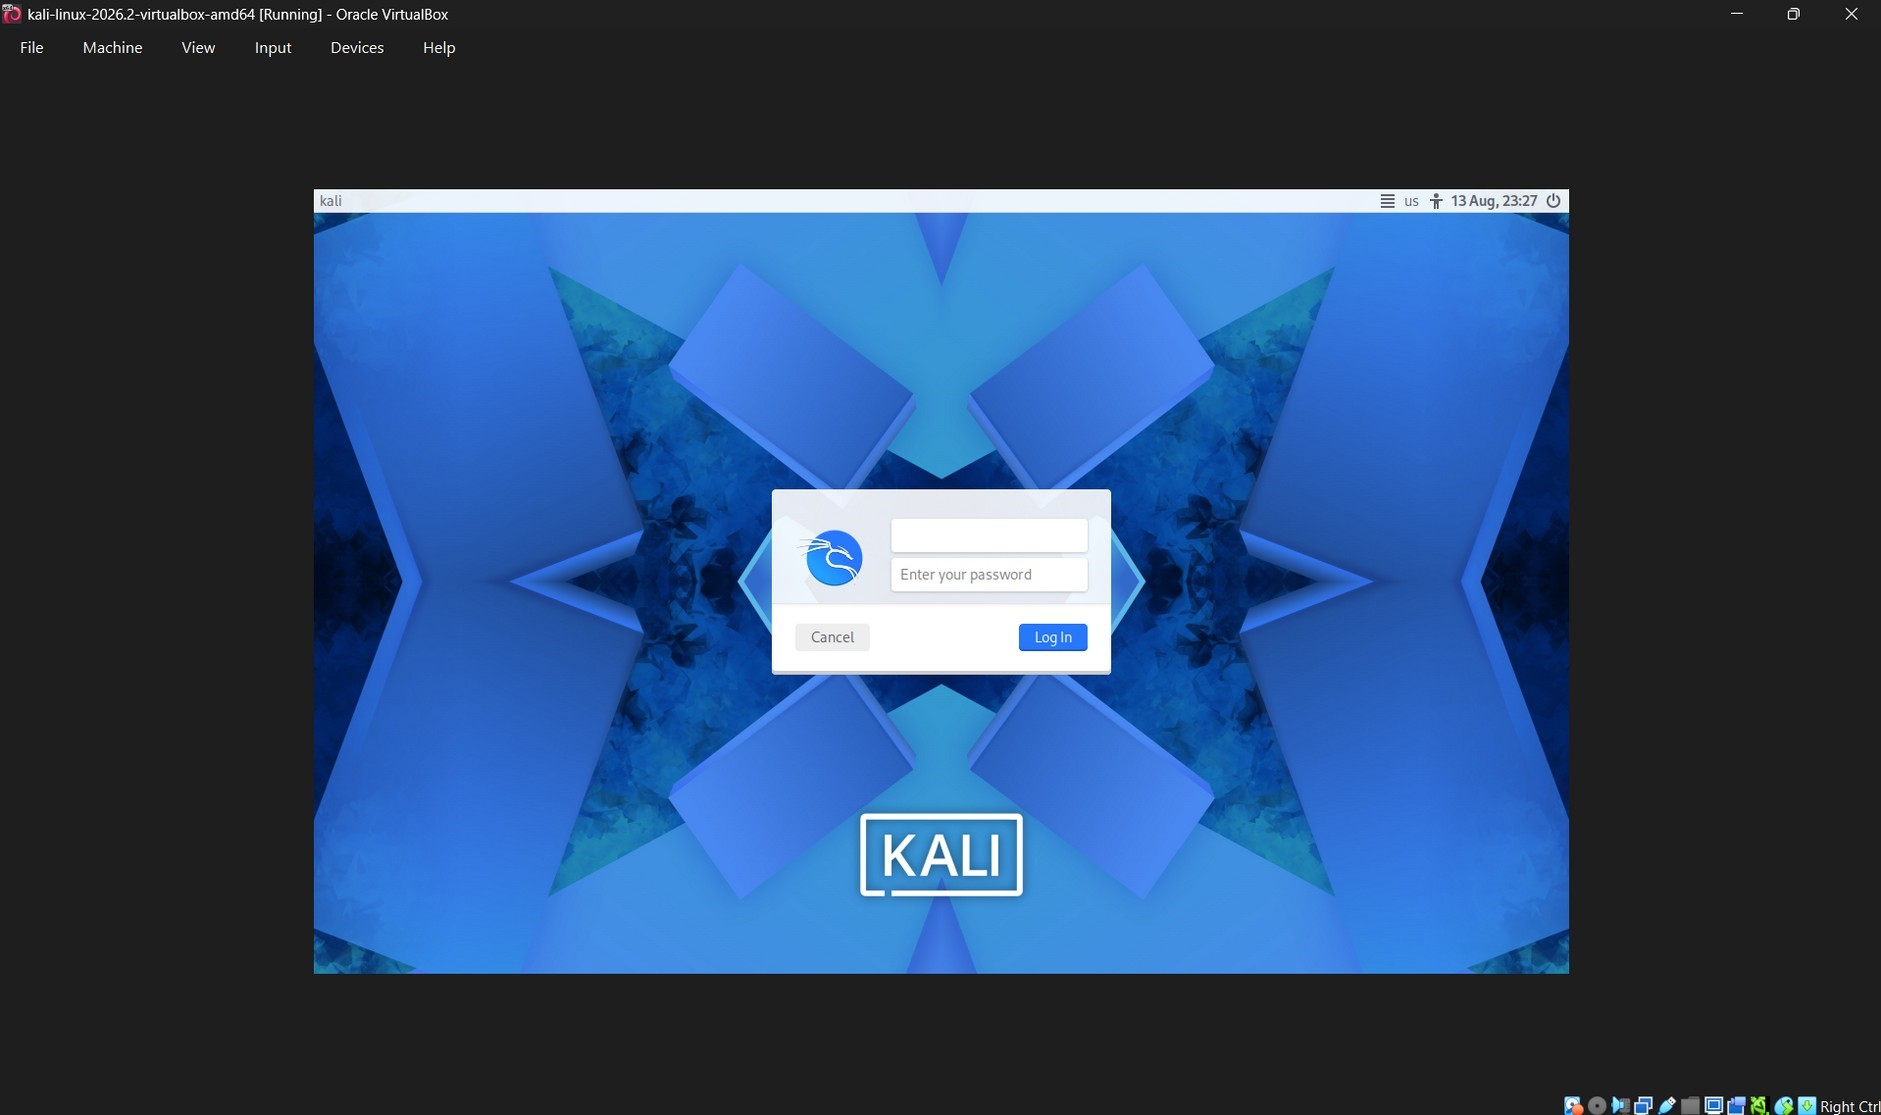 kali-linux-2026.2-virtualbox-amd64 [Running] - Oracle VirtualBox
File Machine View Input Devices Help
kali us 13 Aug, 23:27
Enter your password
Cancel Log In
KALI
Right Ctrl